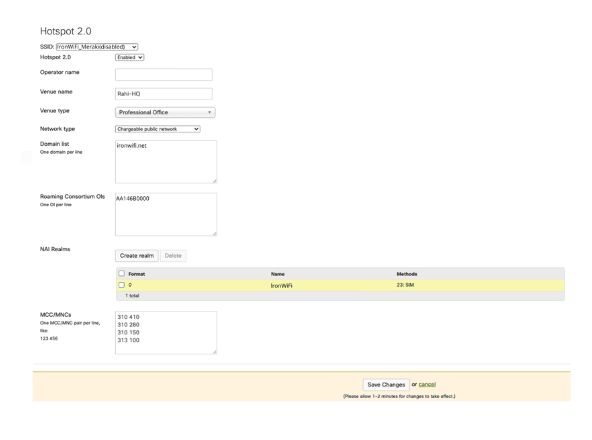 Hotspot 2.0
SSID: IronWiFi_Meraki(disabled)
Hotspot 2.0 Enabled
Operator name
Venue name Rahi-HQ
Venue type Professional Office
Network type Chargeable public network
Domain list ironwifi.net
One domain per line
Roaming Consortium OIs AA146B0000
One OI per line
NAI Realms
Create realm Delete
Format Name Methods
0 IronWiFi 23: SIM
1 total
MCC/MNCs 310 410
One MCC/MNC pair per line, 310 280
like 310 150
123 456 313 100
Save Changes or cancel
(Please allow 1-2 minutes for changes to take effect.)